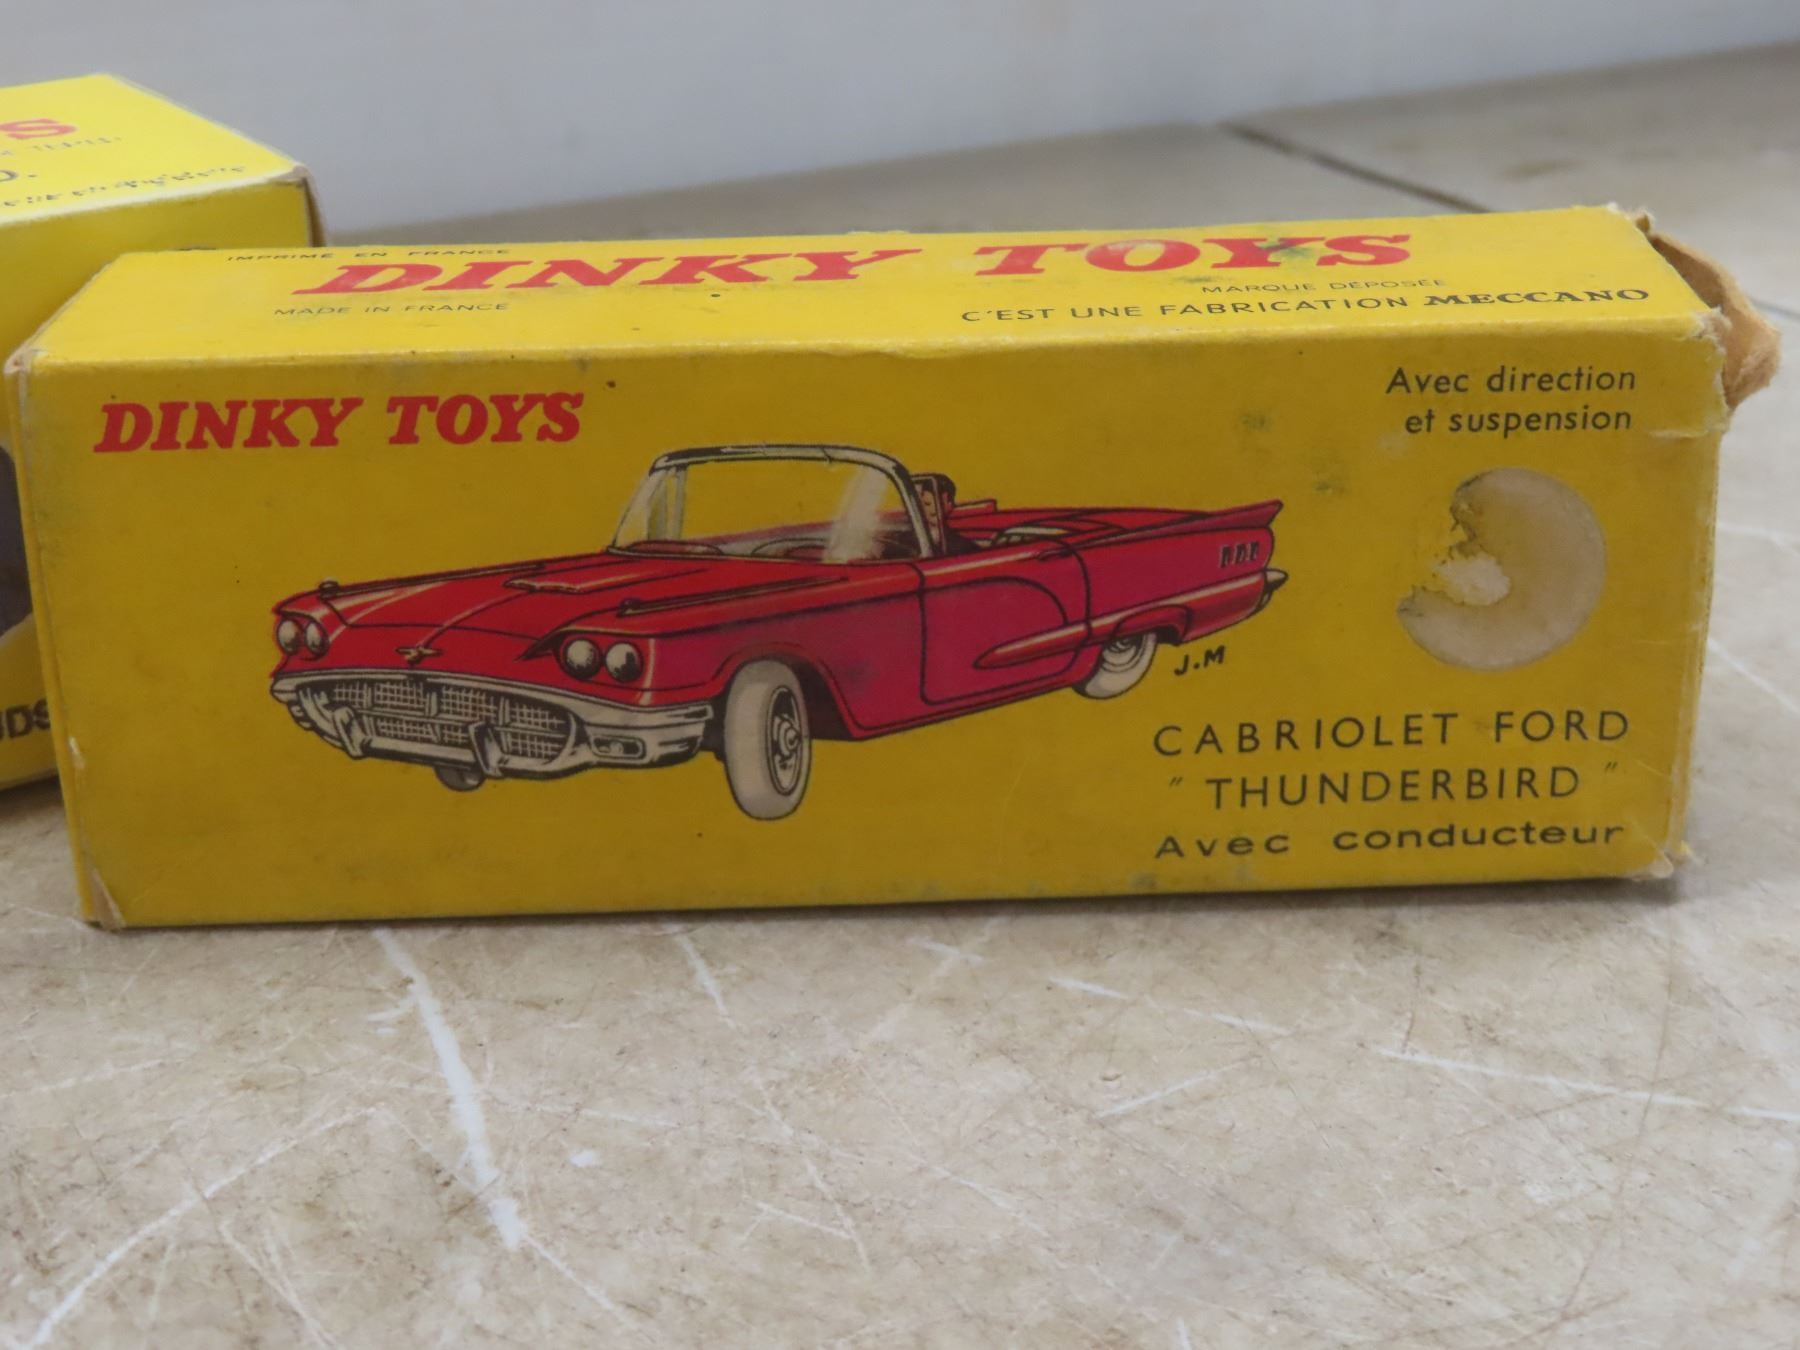 S
IMPRIMÉ EN FRANCE
DINKY TOYS
MADE IN FRANCE
MARQUE DÉPOSÉE
C'EST UNE FABRICATION MECCANO
DINKY TOYS
Avec direction
et suspension
J.M
CABRIOLET FORD
" THUNDERBIRD "
Avec conducteur